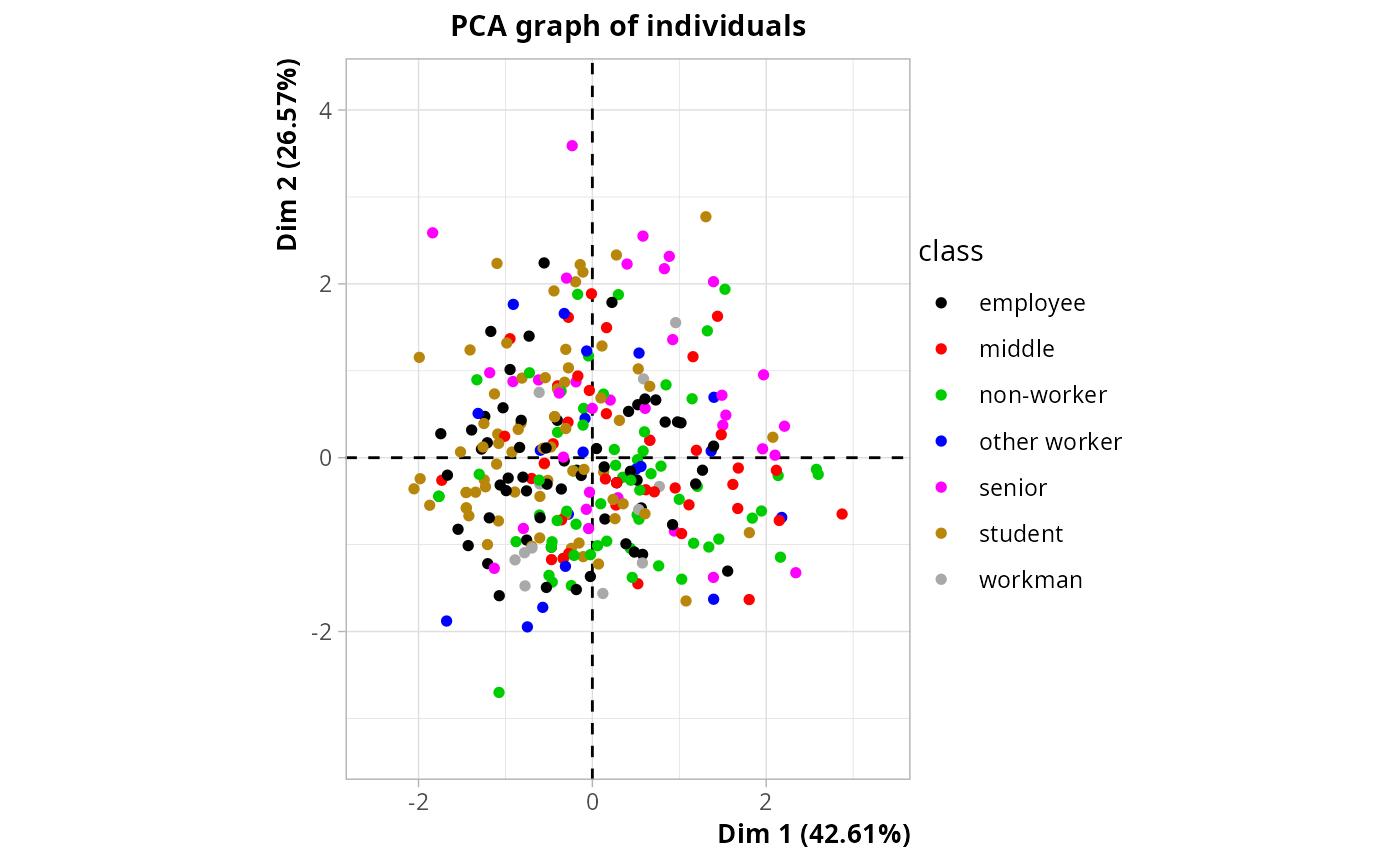 PCA graph of individuals
Dim 2 (26.57%)
4
2
0
-2
-2
0
2
Dim 1 (42.61%)
class
employee
middle
non-worker
other worker
senior
student
workman